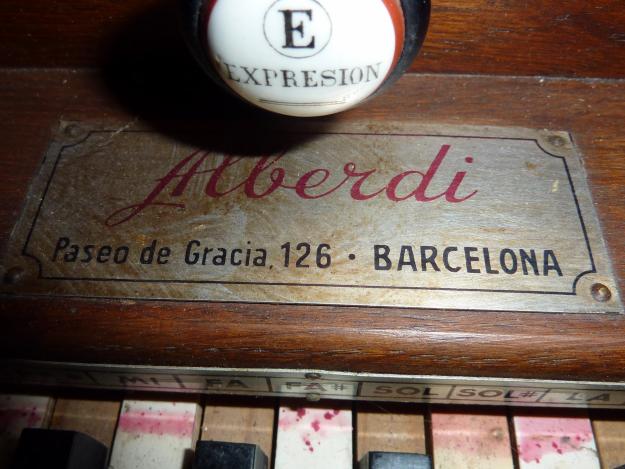 E
EXPRESION
Alberdi
Paseo de Gracia, 126 · BARCELONA
MI FA FA# SOL SOL# LA